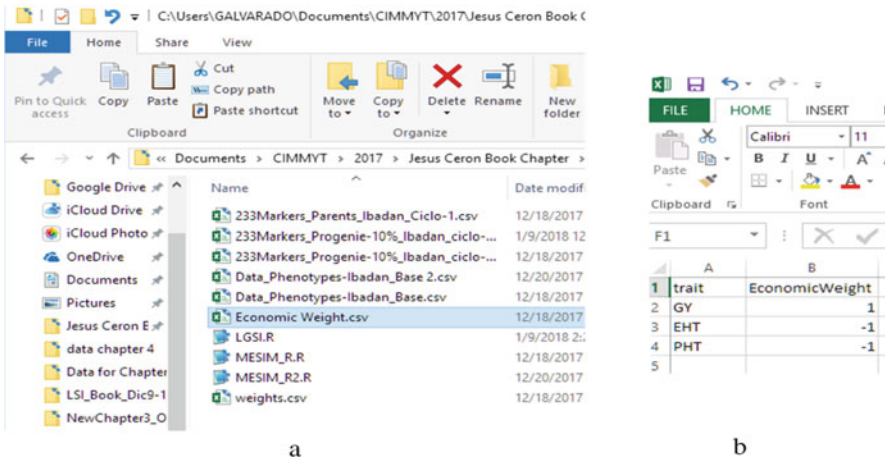 C:\Users\GALVARADO\Documents\CIMMYT\2017\Jesus Ceron Book C
File Home Share View
Pin to Quick access
Copy
Paste
Cut
Copy path
Paste shortcut
Move to
Copy to
Delete
Rename
New folder
Clipboard Organize
« Documents > CIMMYT > 2017 > Jesus Ceron Book Chapter >
Google Drive
iCloud Drive
iCloud Photo
OneDrive
Documents
Pictures
Jesus Ceron E
data chapter 4
Data for Chapter
LSI_Book_Dic9-1
NewChapter3_O
Name Date modifi
233Markers_Parents_Ibadan_Ciclo-1.csv 12/18/2017
233Markers_Progenie-10%_Ibadan_ciclo-... 1/9/2018 12
233Markers_Progenie-10%_Ibadan_ciclo-... 12/18/2017
Data_Phenotypes-Ibadan_Base 2.csv 12/20/2017
Data_Phenotypes-Ibadan_Base.csv 12/18/2017
Economic Weight.csv 12/18/2017
LGSI.R 1/9/2018 2:
MESIM_R.R 12/18/2017
MESIM_R2.R 12/20/2017
weights.csv 12/18/2017
a
FILE HOME INSERT
Paste
Calibri 11
B I U A
A
Clipboard Font
F1
A B
1 trait EconomicWeight
2 GY 1
3 EHT -1
4 PHT -1
5
b